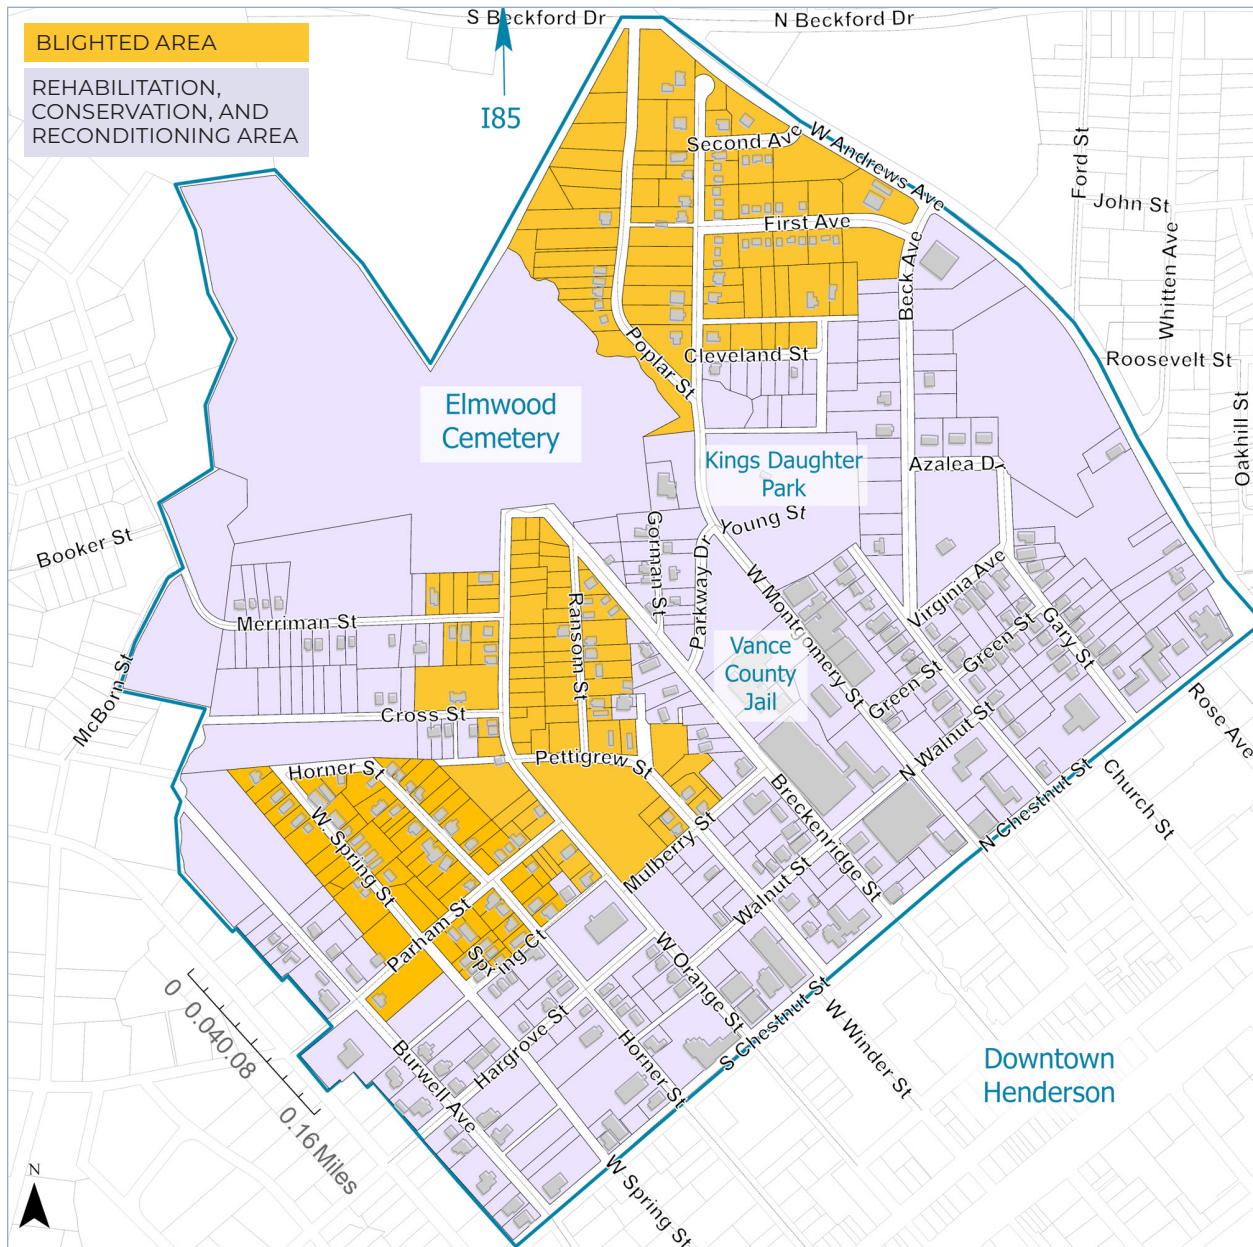 S Beckford Dr
N Beckford Dr
BLIGHTED AREA
REHABILITATION,
CONSERVATION, AND
RECONDITIONING AREA
I85
Second Ave
W Andrews Ave
Ford St
John St
First Ave
Beck Ave
Whitten Ave
Poplar St
Cleveland St
Roosevelt St
Oakhill St
Elmwood
Cemetery
Kings Daughter
Park
Azalea Dr
Young St
Gorman St
Parkway Dr
Booker St
Merriman St
Ransom St
W Montgomery St
Virginia Ave
Green St
Gary St
Vance
County
Jail
McBorn St
Cross St
Green St
N Walnut St
Rose Ave
Pettigrew St
Horner St
W. Spring St
Breckenridge St
Mulberry St
N Chestnut St
Church St
Walnut St
Parham St
Spring Ct
W Orange St
S Chestnut St
W Winder St
Hargrove St
Horner St
Burwell Ave
Downtown
Henderson
0 0.04 0.08 0.16 Miles
W Spring St
N